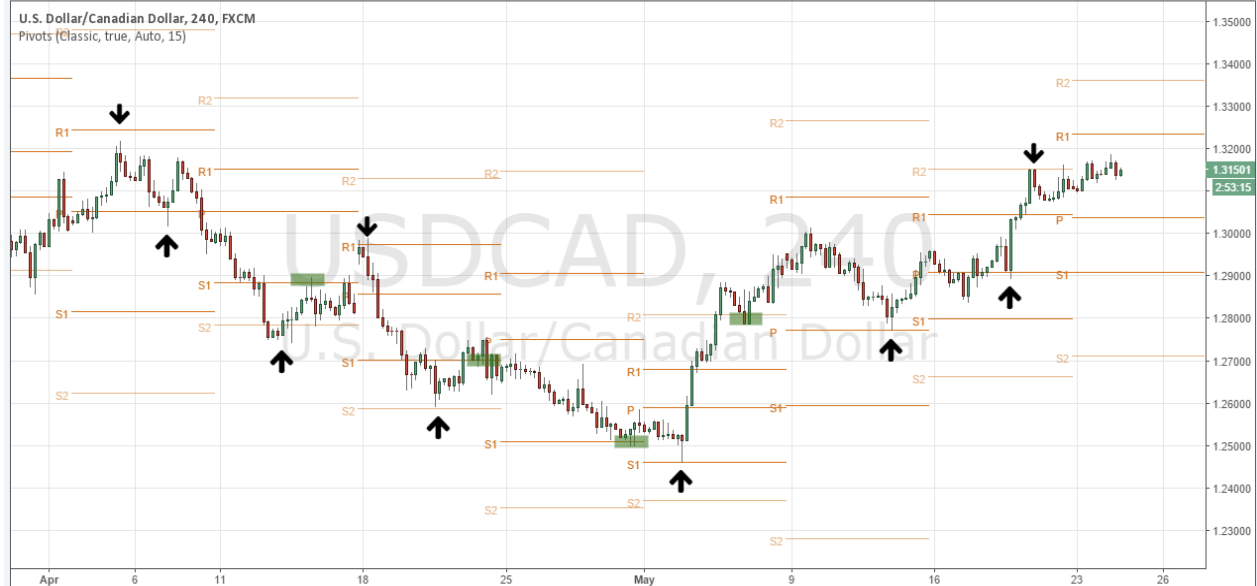 U.S. Dollar/Canadian Dollar, 240, FXCM
Pivots (Classic, true, Auto, 15)
USDCAD, 240
U.S. Dollar/Canadian Dollar
R2
R1
P
S1
S2
R2
R1
P
S1
S2
R2
R1
P
S1
S2
R2
R1
P
S1
S2
R2
R1
P
S1
S2
R2
R1
P
S1
S2
R2
R1
P
S1
S2
R2
R1
P
S1
S2
1.35000
1.34000
1.33000
1.32000
1.31501
2:53:15
1.30000
1.29000
1.28000
1.27000
1.26000
1.25000
1.24000
1.23000
Apr
6
11
18
25
May
9
16
23
26